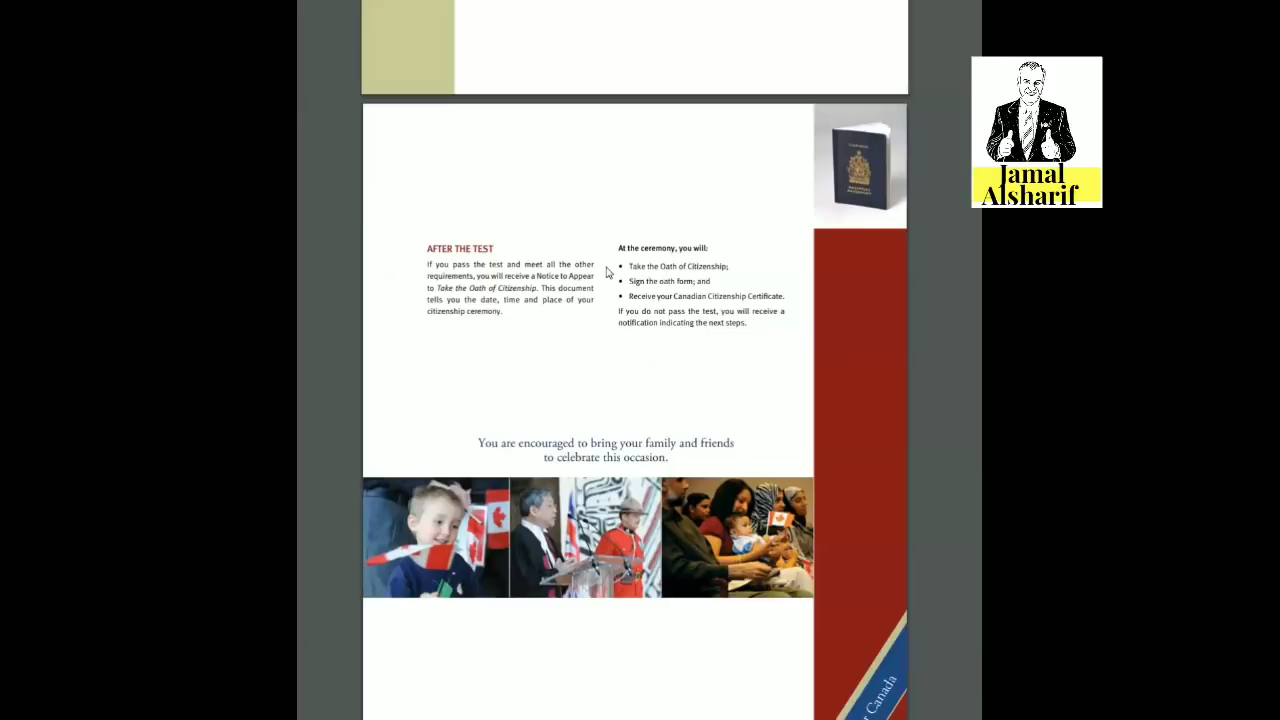 AFTER THE TEST
If you pass the test and meet all the other
requirements, you will receive a Notice to Appear
to Take the Oath of Citizenship. This document
tells you the date, time and place of your
citizenship ceremony.
At the ceremony, you will:
• Take the Oath of Citizenship;
• Sign the oath form; and
• Receive your Canadian Citizenship Certificate.
If you do not pass the test, you will receive a
notification indicating the next steps.
You are encouraged to bring your family and friends
to celebrate this occasion.
Canada
Jamal
Alsharif